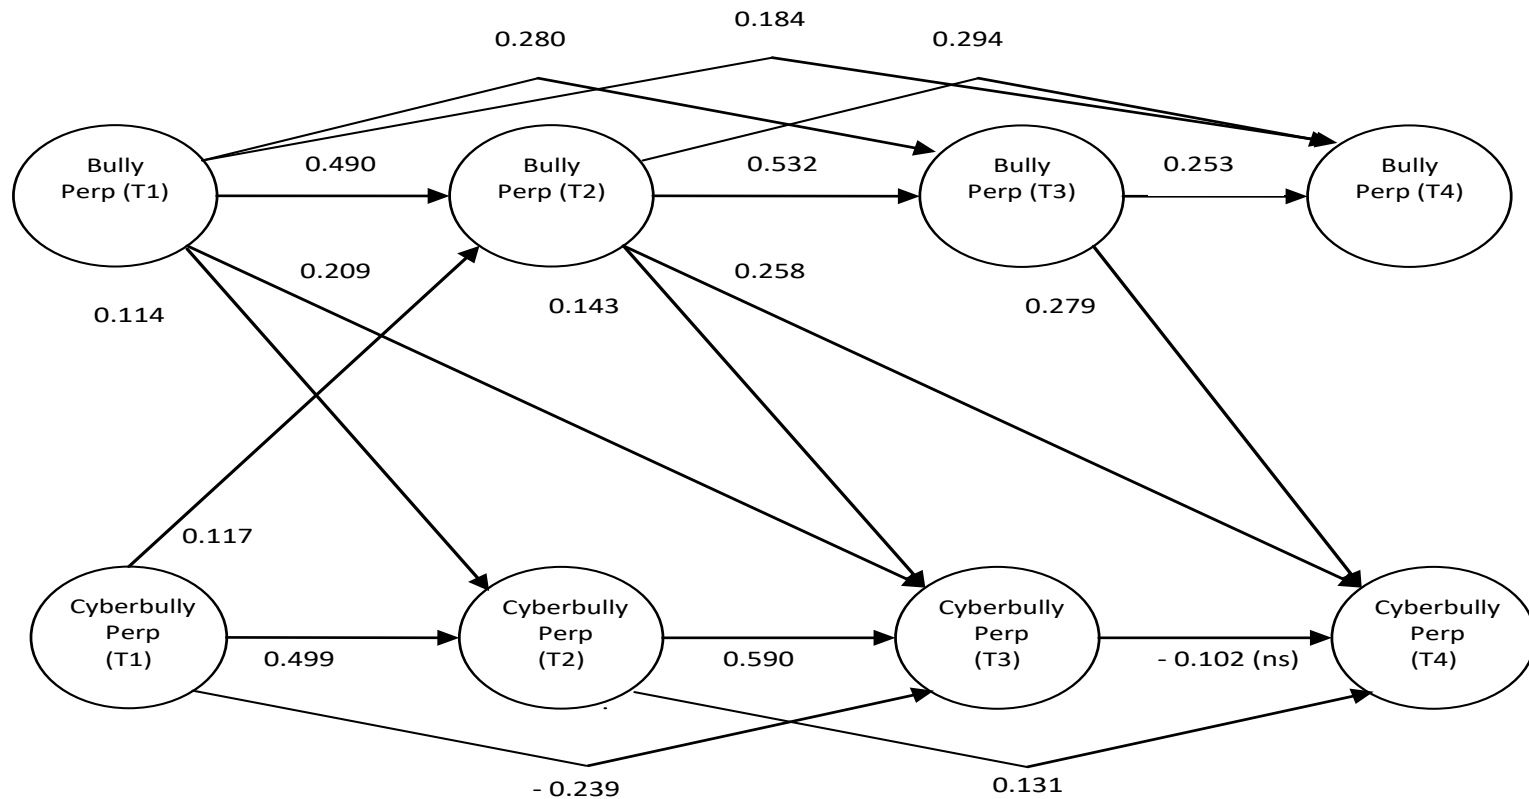 0.184
0.280
0.294
Bully
Perp (T1)
0.490
Bully
Perp (T2)
0.532
Bully
Perp (T3)
0.253
Bully
Perp (T4)
0.209
0.258
0.114
0.143
0.279
0.117
Cyberbully
Perp
(T1)
0.499
Cyberbully
Perp
(T2)
0.590
Cyberbully
Perp
(T3)
- 0.102 (ns)
Cyberbully
Perp
(T4)
- 0.239
0.131